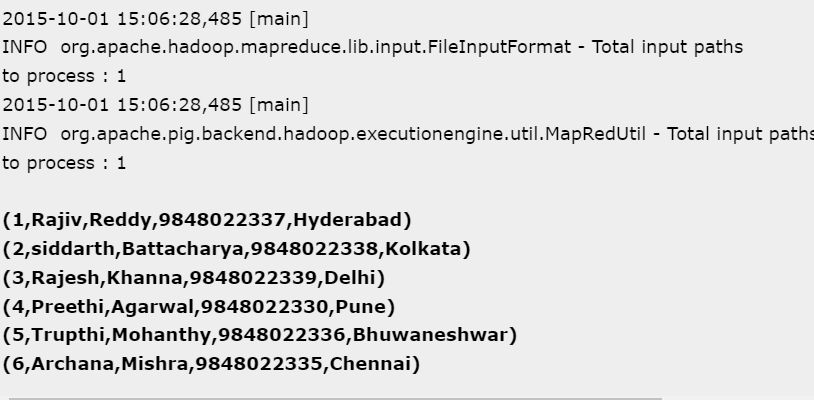 2015-10-01 15:06:28,485 [main]
INFO  org.apache.hadoop.mapreduce.lib.input.FileInputFormat - Total input paths
to process : 1
2015-10-01 15:06:28,485 [main]
INFO  org.apache.pig.backend.hadoop.executionengine.util.MapRedUtil - Total input paths
to process : 1
(1,Rajiv,Reddy,9848022337,Hyderabad)
(2,siddarth,Battacharya,9848022338,Kolkata)
(3,Rajesh,Khanna,9848022339,Delhi)
(4,Preethi,Agarwal,9848022330,Pune)
(5,Trupthi,Mohanthy,9848022336,Bhuwaneshwar)
(6,Archana,Mishra,9848022335,Chennai)